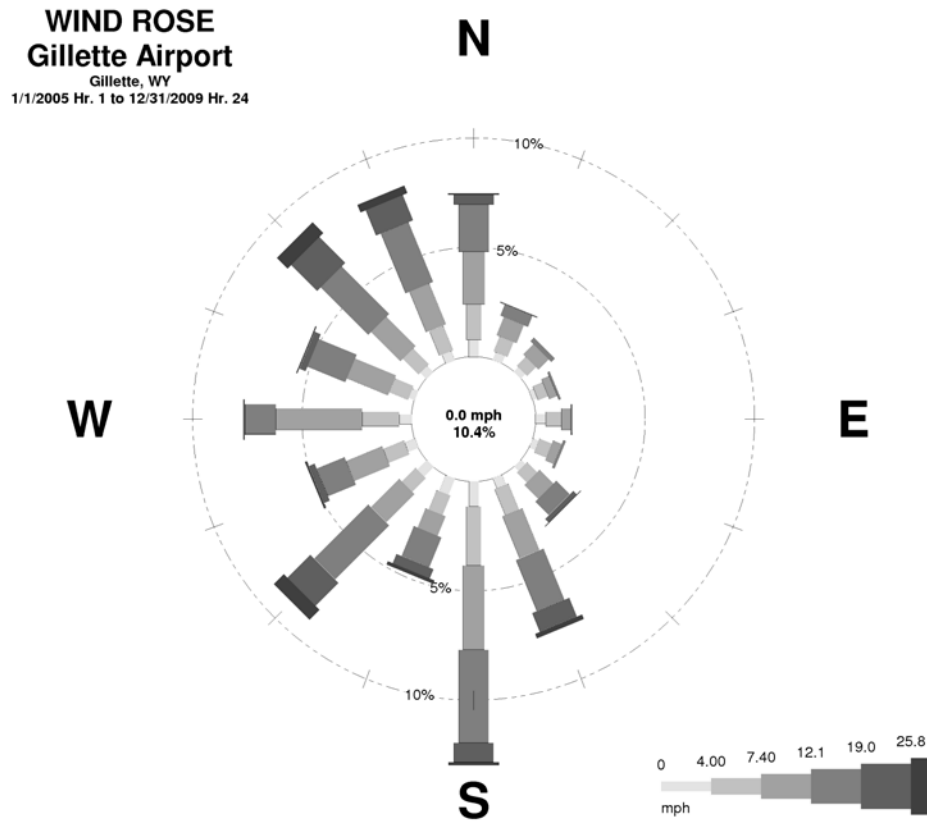 WIND ROSE
Gillette Airport
Gillette, WY
1/1/2005 Hr. 1 to 12/31/2009 Hr. 24
N
10%
5%
W
0.0 mph
10.4%
E
5%
10%
S
0 4.00 7.40 12.1 19.0 25.8
mph